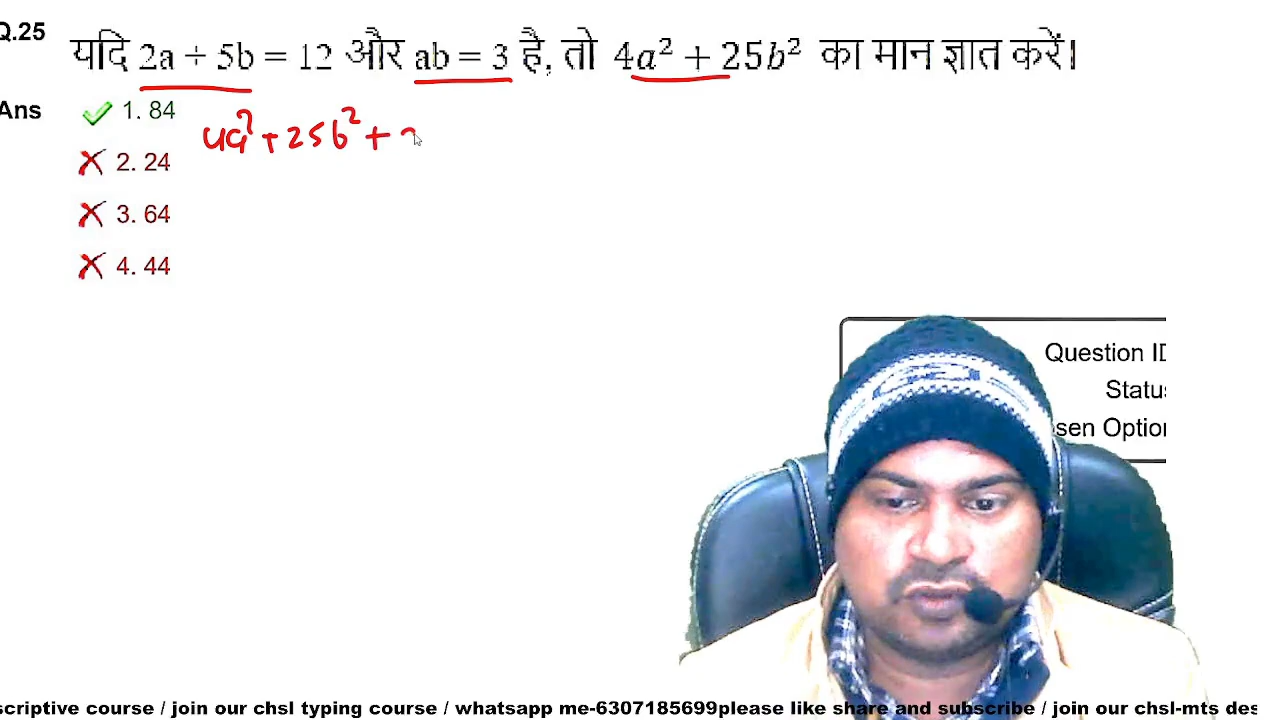 Q.25
यदि 2a + 5b = 12 और ab = 3 है, तो 4a² + 25b² का मान ज्ञात करें।
Ans
1. 84
4a² + 25b² +
2. 24
3. 64
4. 44
Question ID
Status
sen Option
scriptive course / join our chsl typing course / whatsapp me-6307185699please like share and subscribe / join our chsl-mts des